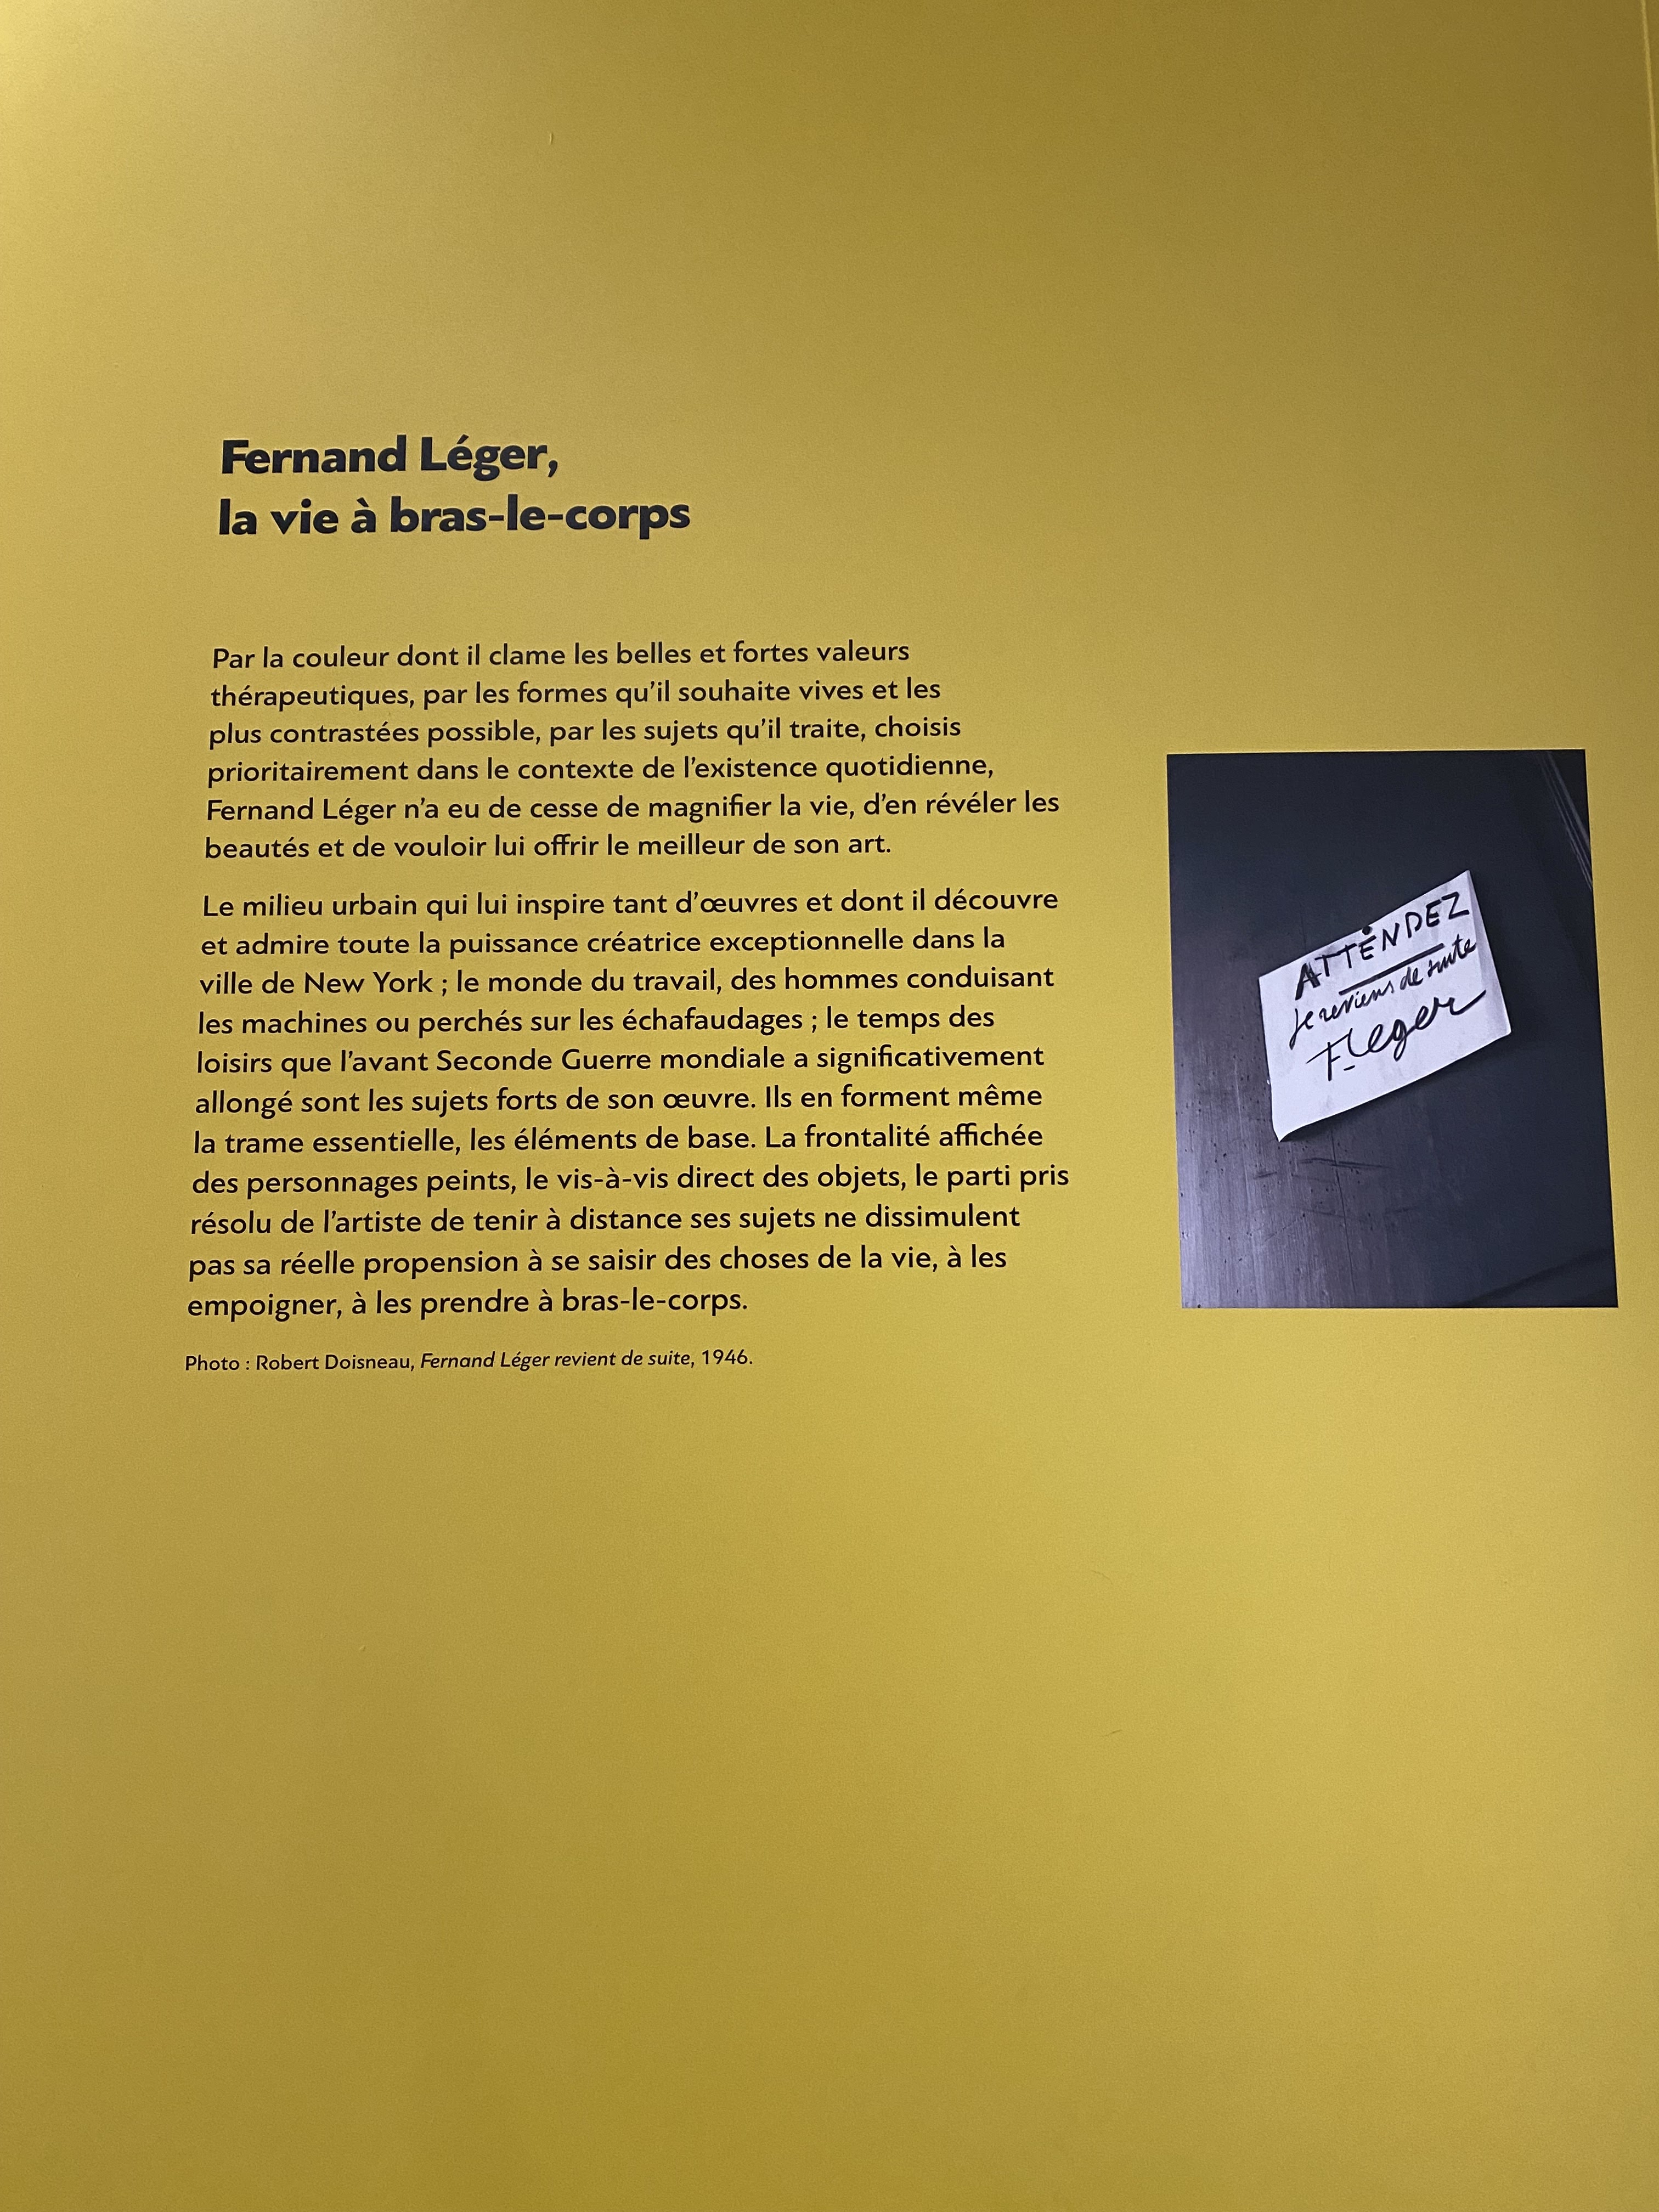 Fernand Léger,
la vie à bras-le-corps
Par la couleur dont il clame les belles et fortes valeurs
thérapeutiques, par les formes qu’il souhaite vives et les
plus contrastées possible, par les sujets qu’il traite, choisis
prioritairement dans le contexte de l’existence quotidienne,
Fernand Léger n’a eu de cesse de magnifier la vie, d’en révéler les
beautés et de vouloir lui offrir le meilleur de son art.
Le milieu urbain qui lui inspire tant d’œuvres et dont il découvre
et admire toute la puissance créatrice exceptionnelle dans la
ville de New York ; le monde du travail, des hommes conduisant
les machines ou perchés sur les échafaudages ; le temps des
loisirs que l’avant Seconde Guerre mondiale a significativement
allongé sont les sujets forts de son œuvre. Ils en forment même
la trame essentielle, les éléments de base. La frontalité affichée
des personnages peints, le vis-à-vis direct des objets, le parti pris
résolu de l’artiste de tenir à distance ses sujets ne dissimulent
pas sa réelle propension à se saisir des choses de la vie, à les
empoigner, à les prendre à bras-le-corps.
Photo : Robert Doisneau, Fernand Léger revient de suite, 1946.
ATTENDEZ
Je reviens de suite
F. Leger